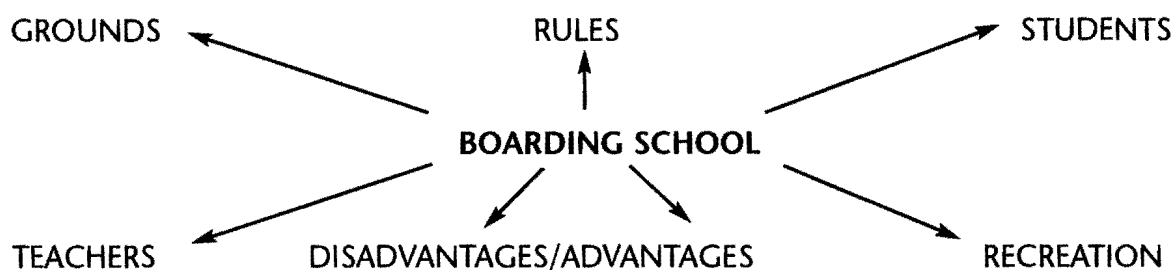 GROUNDS RULES STUDENTS
BOARDING SCHOOL
TEACHERS DISADVANTAGES/ADVANTAGES RECREATION